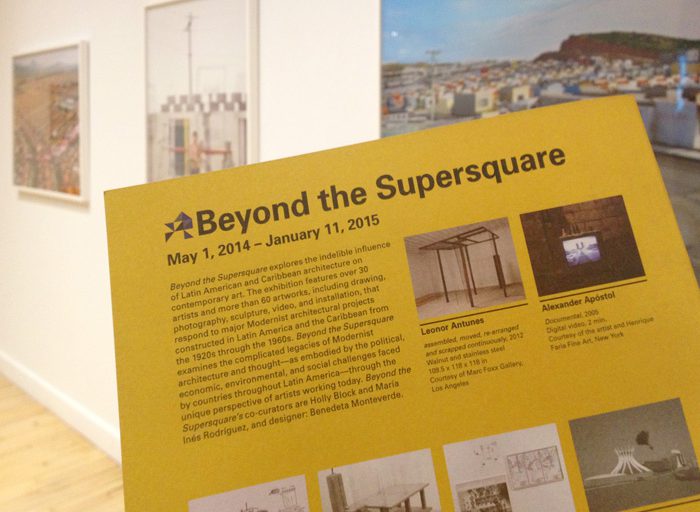 Beyond the Supersquare
May 1, 2014 – January 11, 2015
Beyond the Supersquare explores the indelible influence
of Latin American and Caribbean architecture on
contemporary art. The exhibition features over 30
artists and more than 60 artworks, including drawing,
photography, sculpture, video, and installation, that
respond to major Modernist architectural projects
constructed in Latin America and the Caribbean from
the 1920s through the 1960s. Beyond the Supersquare
examines the complicated legacies of Modernist
architecture and thought—as embodied by the political,
economic, environmental, and social challenges faced
by countries throughout Latin America—through the
unique perspective of artists working today. Beyond the
Supersquare's co-curators are Holly Block and María
Inés Rodríguez, and designer: Benedeta Monteverde.
Leonor Antunes
assembled, moved, re-arranged
and scrapped continuously, 2012
Walnut and stainless steel
108.5 x 118 x 118 in
Courtesy of Marc Foxx Gallery,
Los Angeles
Alexander Apóstol
Documental, 2005
Digital video, 2 min.
Courtesy of the artist and Henrique
Faria Fine Art, New York